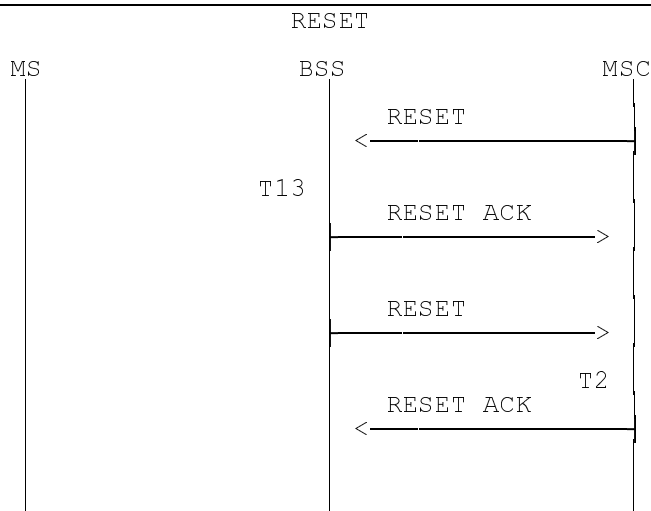 RESET
MS BSS MSC
RESET
T13
RESET ACK
RESET
T2
RESET ACK